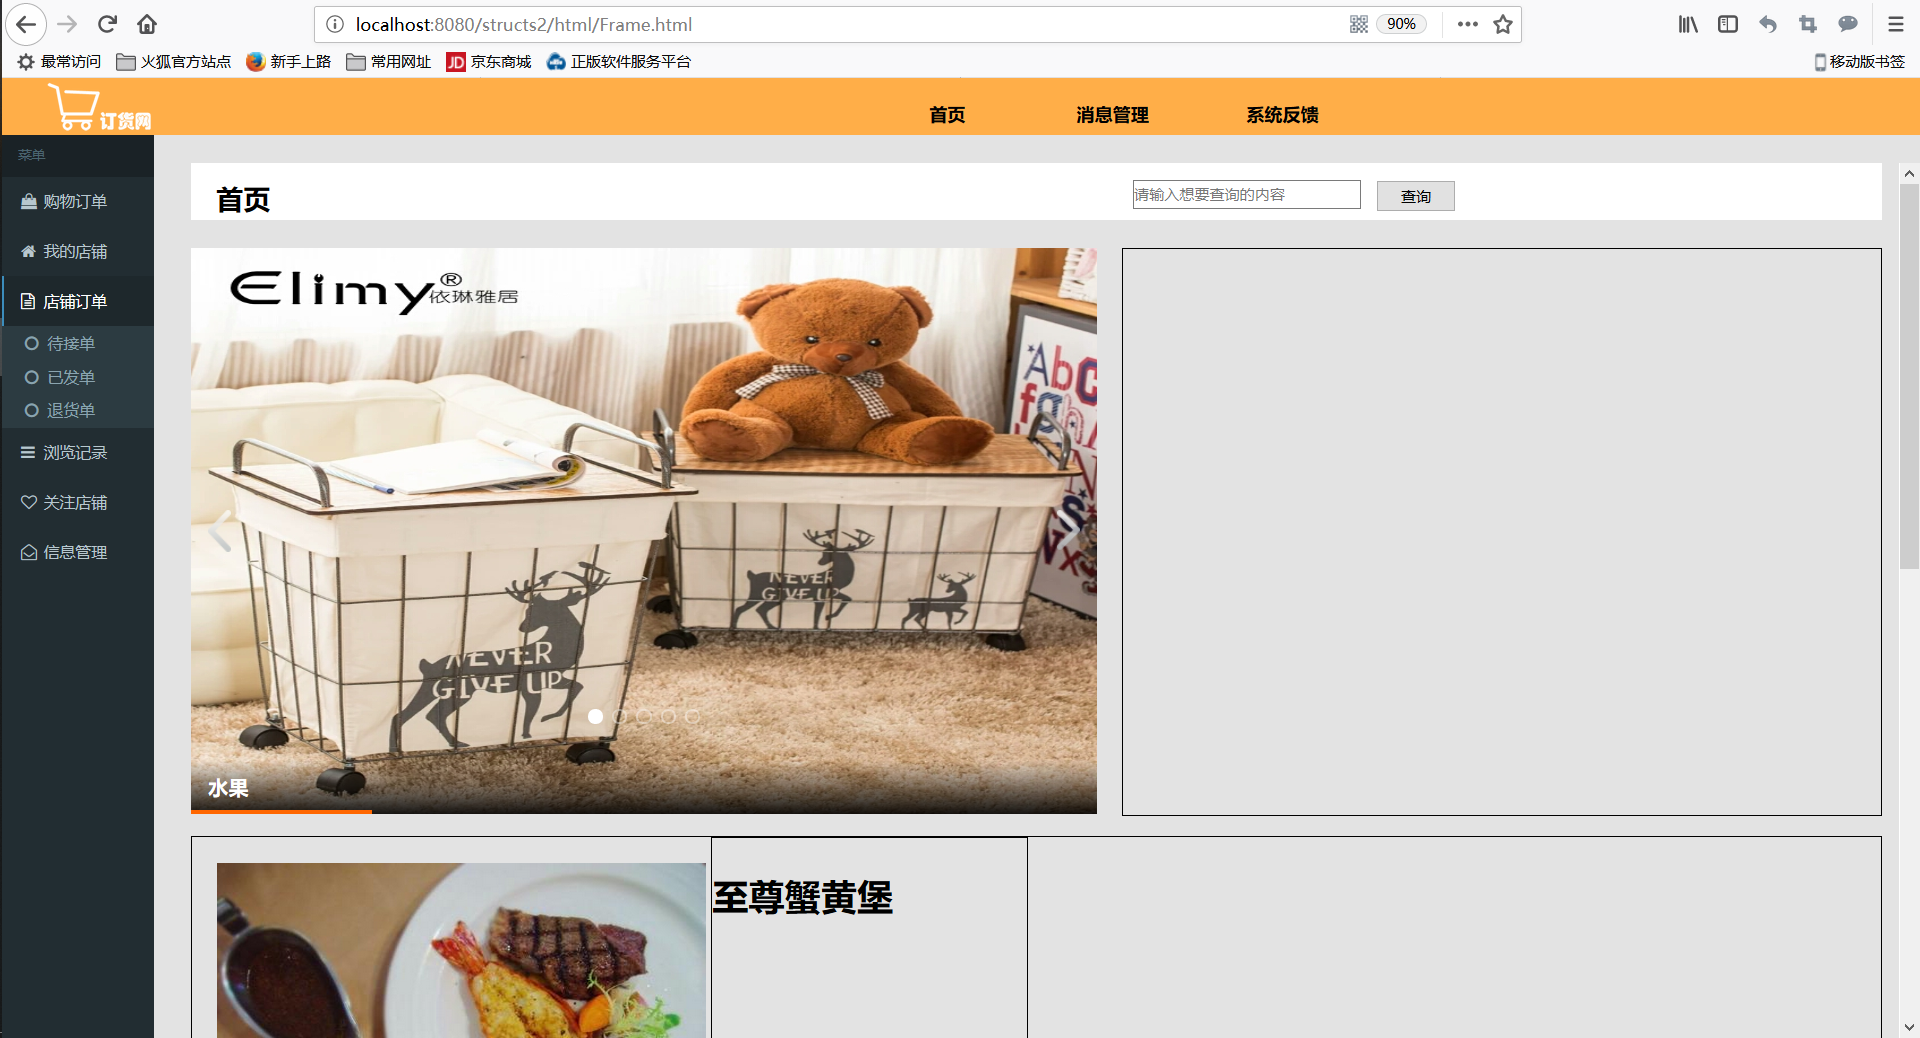 localhost:8080/structs2/html/Frame.html
90%
最常访问 火狐官方站点 新手上路 常用网址 JD 京东商城 正版软件服务平台 移动版书签
订货网 首页 消息管理 系统反馈
菜单
购物订单
我的店铺
店铺订单
待接单
已发单
退货单
浏览记录
关注店铺
信息管理
首页 请输入想要查询的内容 查询
Elimy® 依琳雅居
NEVER
GIVE UP
NEVER
GIVE UP
水果
至尊蟹黄堡